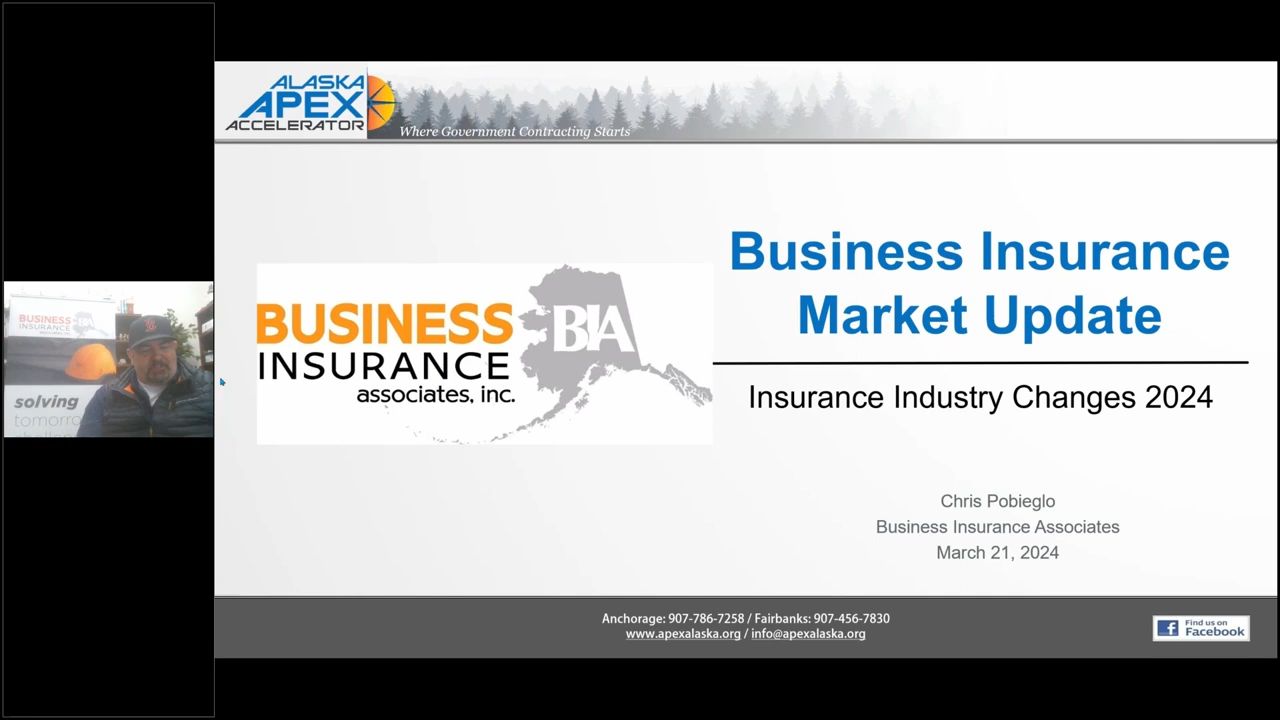 ALASKA
APEX
ACCELERATOR
Where Government Contracting Starts
BUSINESS
INSURANCE
associates, inc.
BIA
Business Insurance
Market Update
Insurance Industry Changes 2024
Chris Pobieglo
Business Insurance Associates
March 21, 2024
Anchorage: 907-786-7258 / Fairbanks: 907-456-7830
www.apexalaska.org / info@apexalaska.org
Find us on
Facebook
BUSINESS
INSURANCE
solving